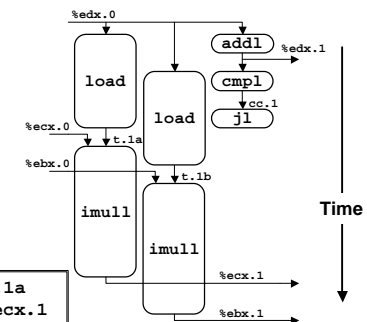 %edx.0
addl
%edx.1
load
cmpl
load
cc.1
jl
%ecx.0
t.1a
%ebx.0
t.1b
imull
Time
imull
1a
ecx.1
%ecx.1
%ebx.1